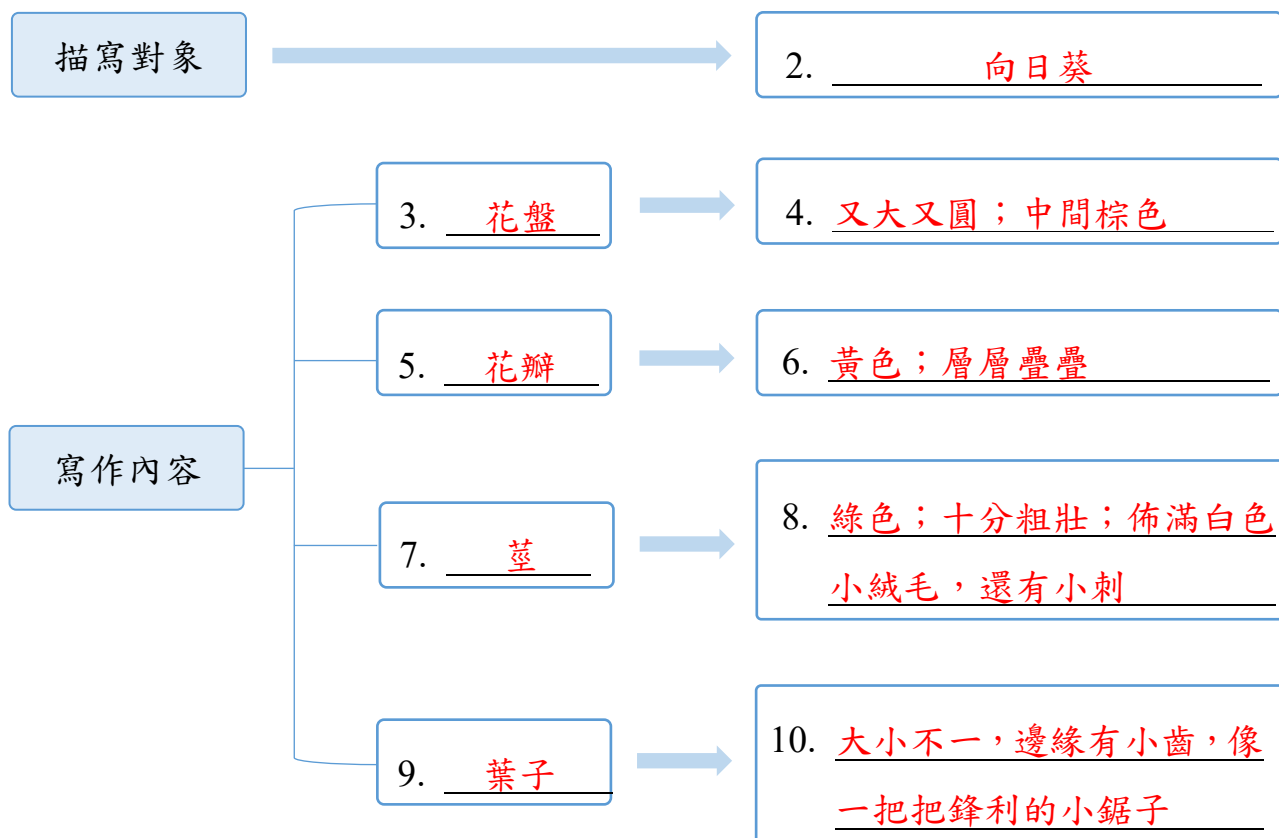 描寫對象
2. 向日葵
3. 花盤
4. 又大又圓；中間棕色
5. 花瓣
6. 黃色；層層疊疊
寫作內容
7. 莖
8. 綠色；十分粗壯；佈滿白色
小絨毛，還有小刺
9. 葉子
10. 大小不一，邊緣有小齒，像
一把把鋒利的小鋸子